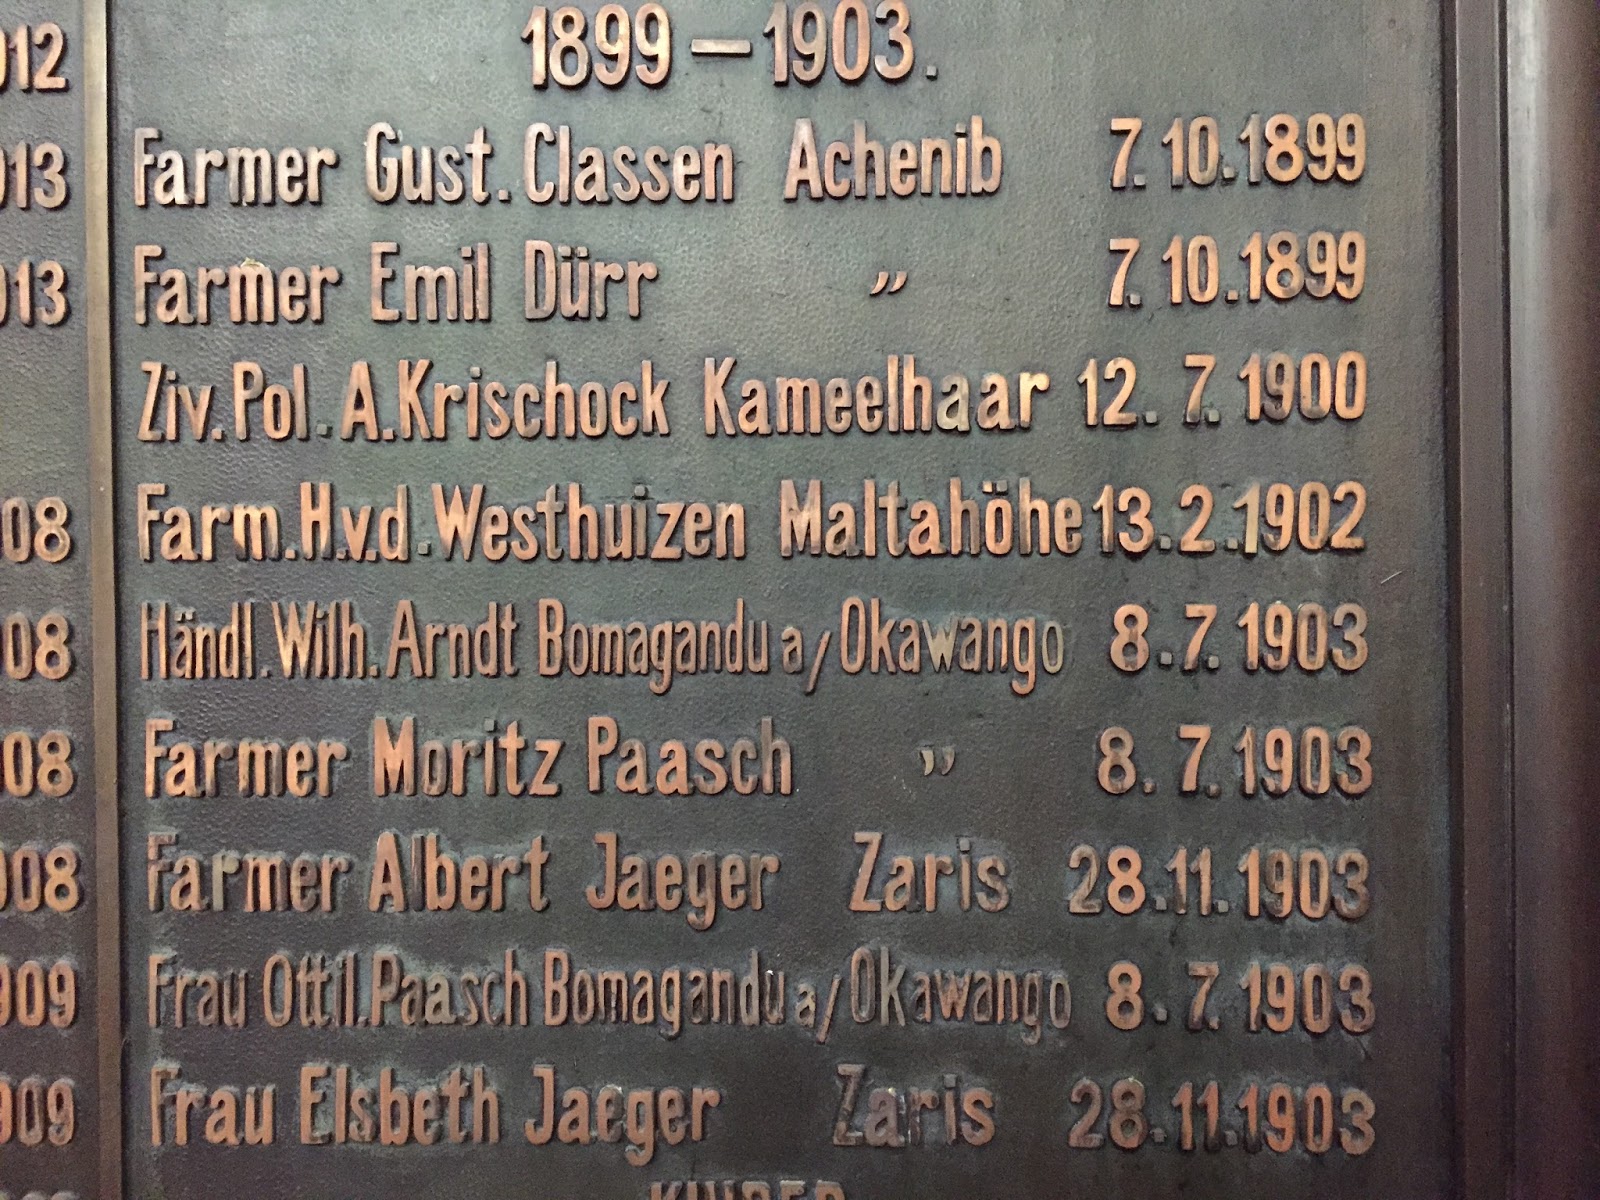 1899 – 1903.
Farmer Gust. Classen Achenib 7.10.1899
Farmer Emil Dürr " 7.10.1899
Ziv. Pol. A. Krischock Kameelhaar 12.7.1900
Farm. H.v.d. Westhuizen Maltahöhe 13.2.1902
Händl. Wilh. Arndt Bomagandu a/Okawango 8.7.1903
Farmer Moritz Paasch " 8.7.1903
Farmer Albert Jaeger Zaris 28.11.1903
Frau Ottil. Paasch Bomagandu a/Okawango 8.7.1903
Frau Elsbeth Jaeger Zaris 28.11.1903